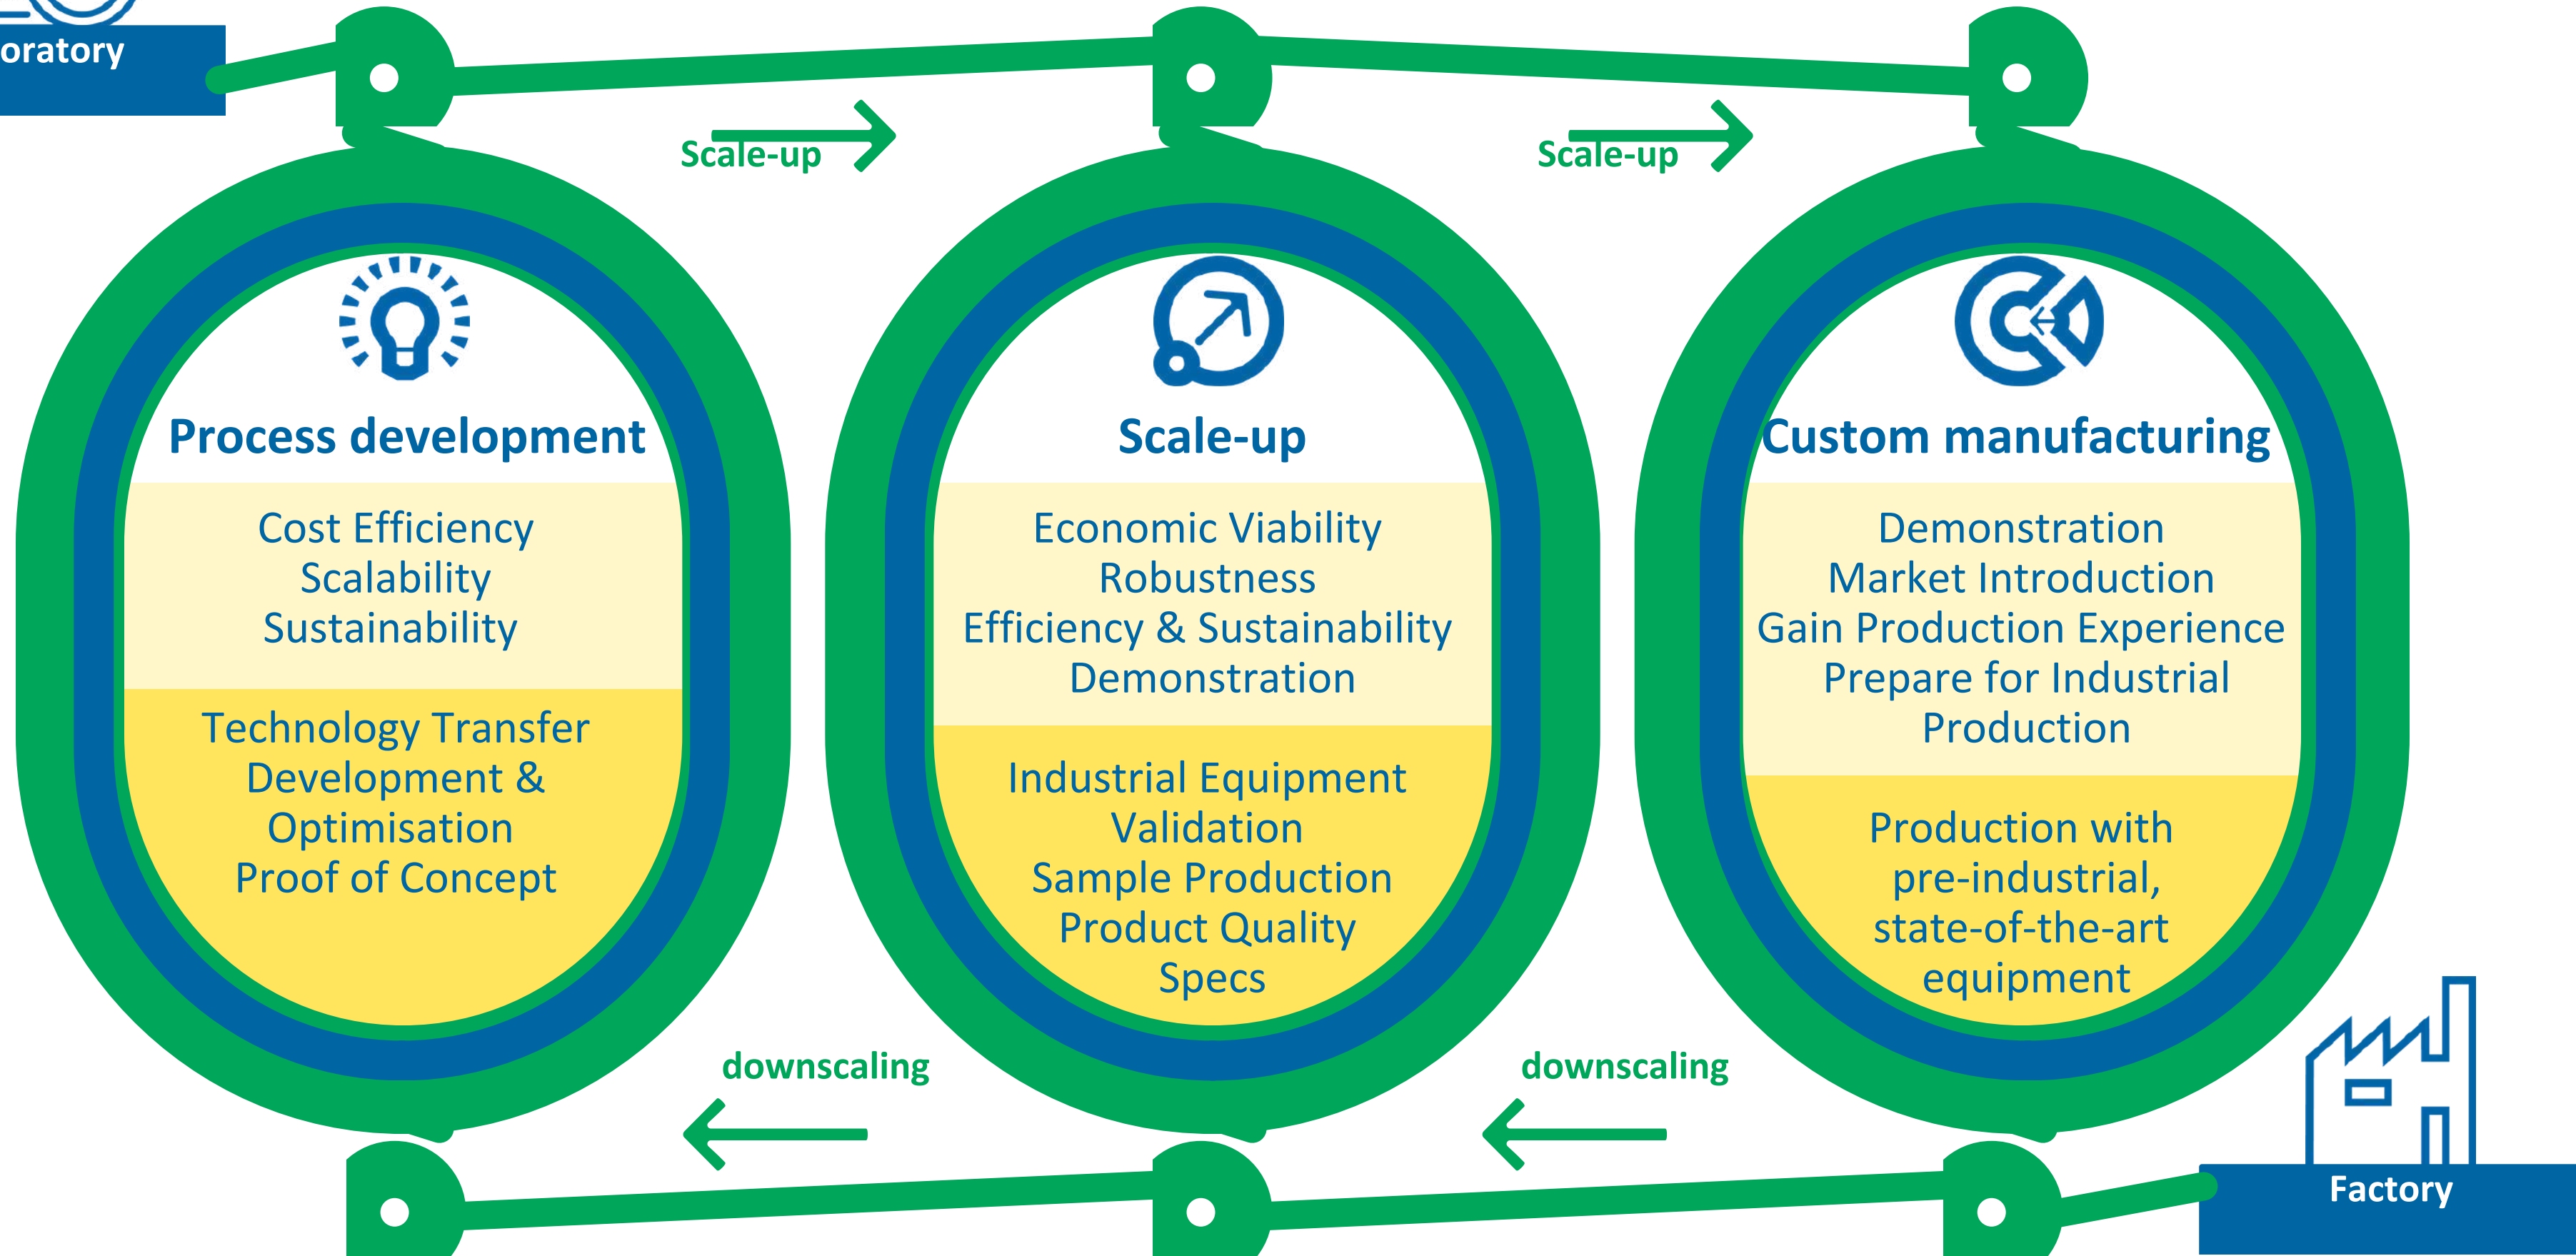 oratory
Scale-up
Scale-up
Process development
Cost Efficiency
Scalability
Sustainability
Technology Transfer
Development &
Optimisation
Proof of Concept
Scale-up
Economic Viability
Robustness
Efficiency & Sustainability
Demonstration
Industrial Equipment
Validation
Sample Production
Product Quality
Specs
Custom manufacturing
Demonstration
Market Introduction
Gain Production Experience
Prepare for Industrial
Production
Production with
pre-industrial,
state-of-the-art
equipment
downscaling
downscaling
Factory